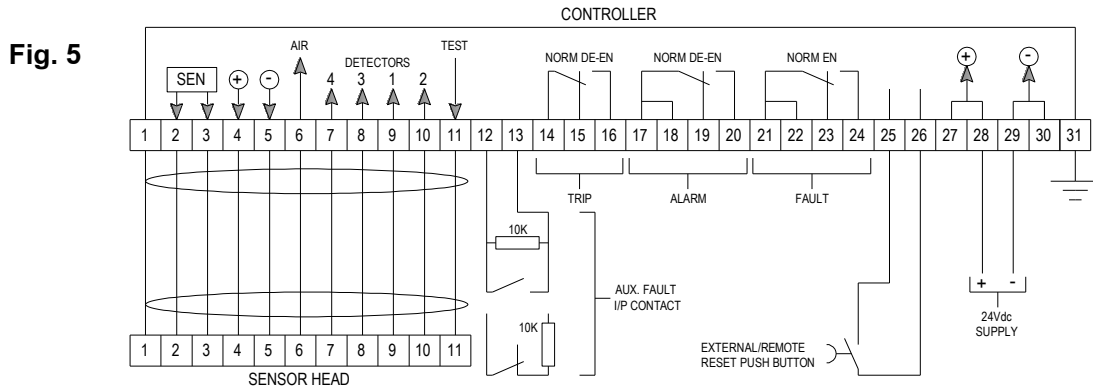 CONTROLLER
Fig. 5
AIR
TEST
DETECTORS
SEN + - 4 3 1 2
NORM DE-EN NORM DE-EN NORM EN
+ -
1 2 3 4 5 6 7 8 9 10 11 12 13 14 15 16 17 18 19 20 21 22 23 24 25 26 27 28 29 30 31
TRIP ALARM FAULT
10K
AUX. FAULT
I/P CONTACT
10K
+ -
24Vdc
SUPPLY
EXTERNAL/REMOTE
RESET PUSH BUTTON
1 2 3 4 5 6 7 8 9 10 11
SENSOR HEAD